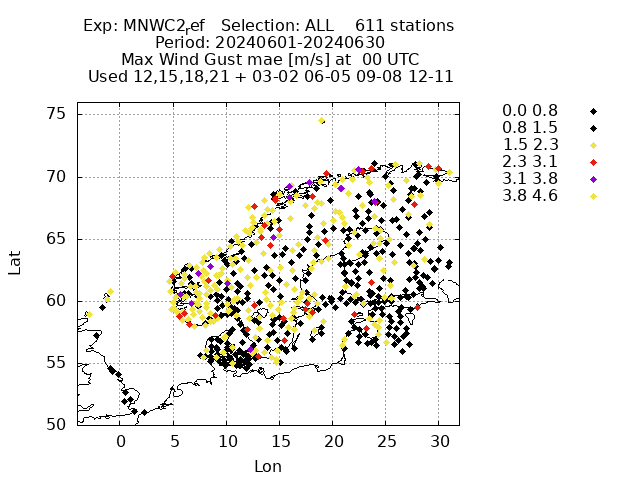 Exp: MNWC2ref   Selection: ALL    611 stations
Period: 20240601-20240630
Max Wind Gust mae [m/s] at  00 UTC
Used 12,15,18,21 + 03-02 06-05 09-08 12-11
0.0 0.8
0.8 1.5
1.5 2.3
2.3 3.1
3.1 3.8
3.8 4.6
75
70
65
60
55
50
Lat
0 5 10 15 20 25 30
Lon